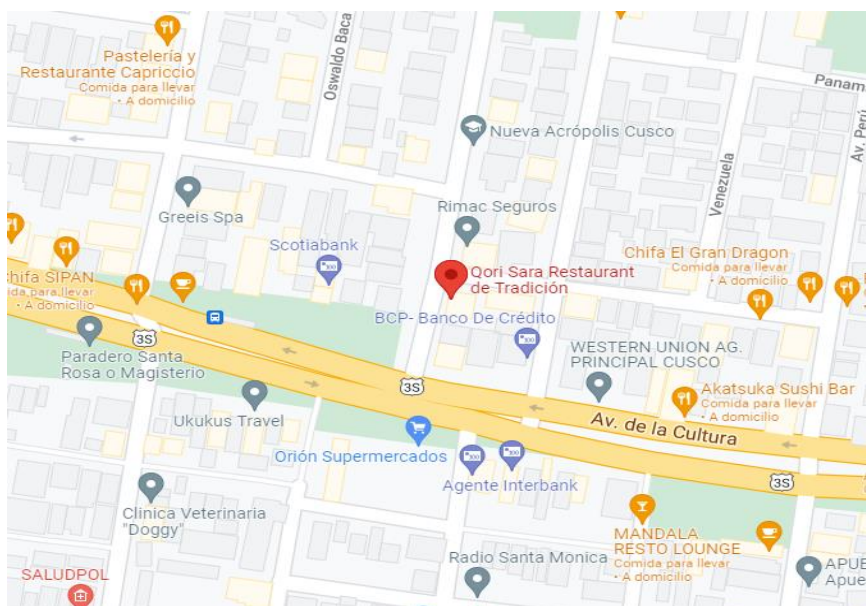 Pastelería y
Restaurante Capriccio
Comida para llevar
· A domicilio
Oswaldo Baca
Panam
Nueva Acrópolis Cusco
Av. Perú
Venezuela
Greeis Spa
Rimac Seguros
Scotiabank
Chifa El Gran Dragon
Comida para llevar
· A domicilio
Qori Sara Restaurant
de Tradición
hifa SIPAN
ida para llevar
· A domicilio
BCP- Banco De Crédito
3S
Paradero Santa
Rosa o Magisterio
WESTERN UNION AG.
PRINCIPAL CUSCO
3S
Akatsuka Sushi Bar
Comida para llevar
· A domicilio
Ukukus Travel
Av. de la Cultura
Orión Supermercados
Agente Interbank
3S
Clinica Veterinaria
"Doggy"
MANDALA
RESTO LOUNGE
Comida para llevar
· A domicilio
Radio Santa Monica
SALUDPOL
APUE
Apue